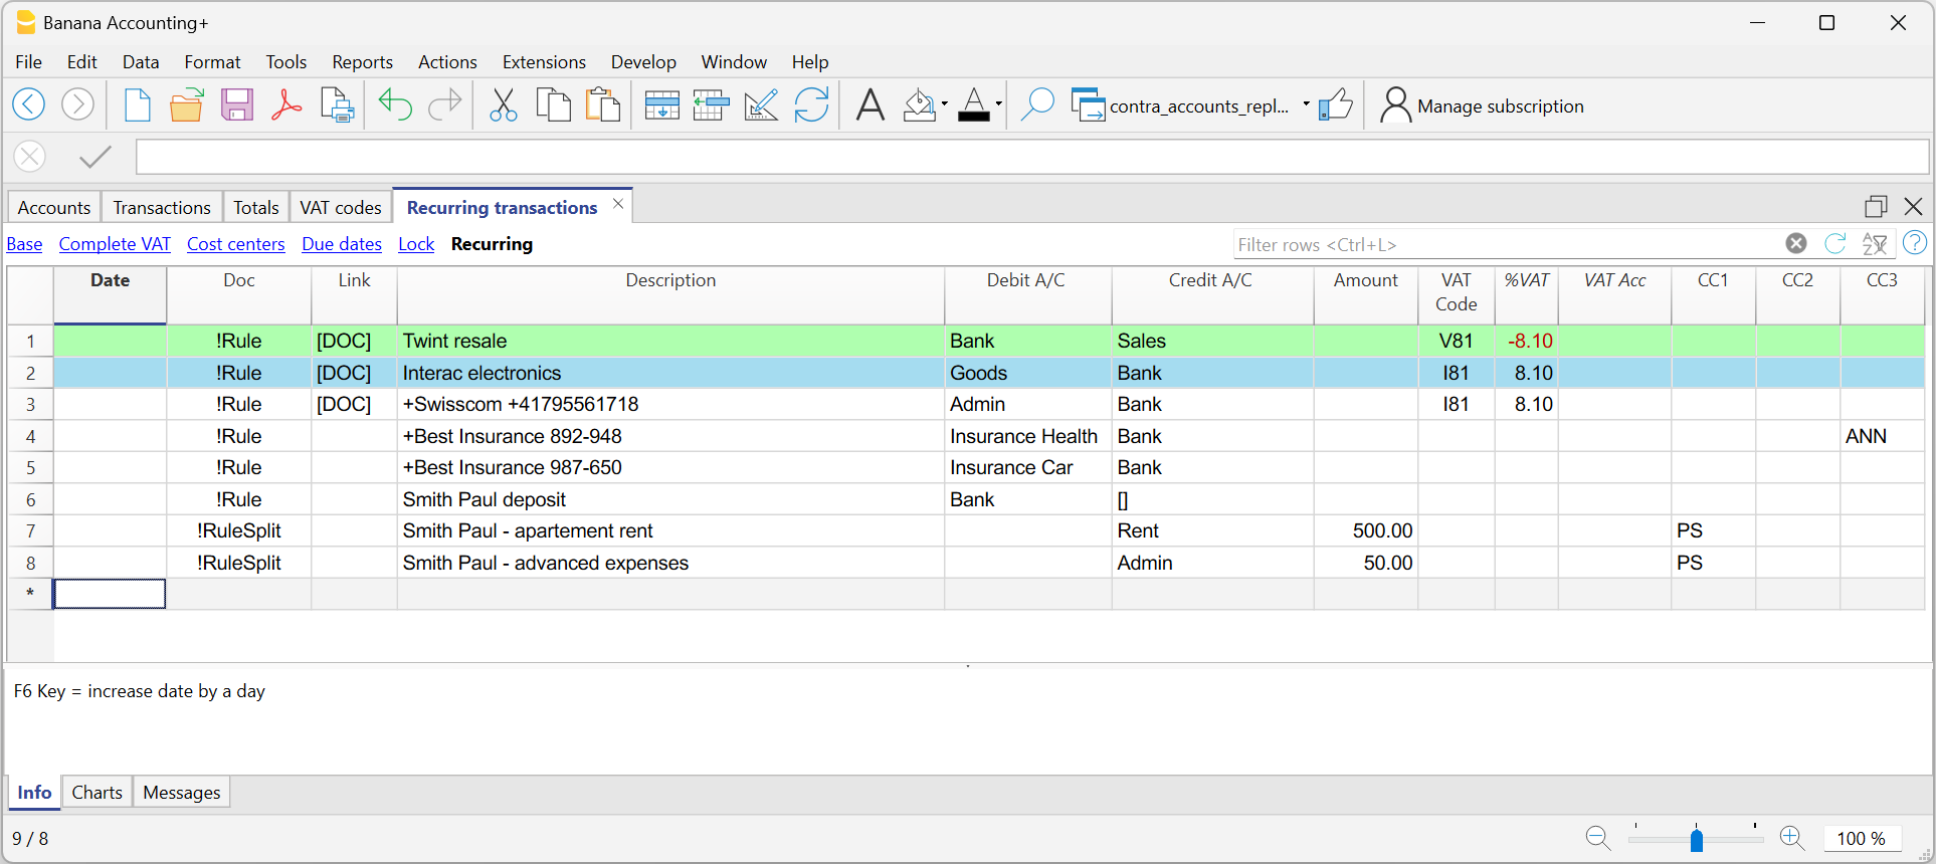 Banana Accounting+
File Edit Data Format Tools Reports Actions Extensions Develop Window Help
contra_accounts_repl... Manage subscription
Accounts Transactions Totals VAT codes Recurring transactions
Base Complete VAT Cost centers Due dates Lock Recurring Filter rows <Ctrl+L>
Date Doc Link Description Debit A/C Credit A/C Amount VAT Code %VAT VAT Acc CC1 CC2 CC3
1 !Rule [DOC] Twint resale Bank Sales V81 -8.10
2 !Rule [DOC] Interac electronics Goods Bank I81 8.10
3 !Rule [DOC] +Swisscom +41795561718 Admin Bank I81 8.10
4 !Rule +Best Insurance 892-948 Insurance Health Bank ANN
5 !Rule +Best Insurance 987-650 Insurance Car Bank
6 !Rule Smith Paul deposit Bank []
7 !RuleSplit Smith Paul - apartement rent Rent 500.00 PS
8 !RuleSplit Smith Paul - advanced expenses Admin 50.00 PS
*
F6 Key = increase date by a day
Info Charts Messages
9 / 8 100 %